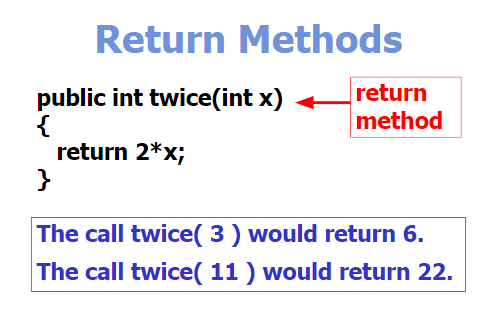 Return Methods
public int twice(int x)
return
method
{
return 2*x;
}
The call twice( 3 ) would return 6.
The call twice( 11 ) would return 22.